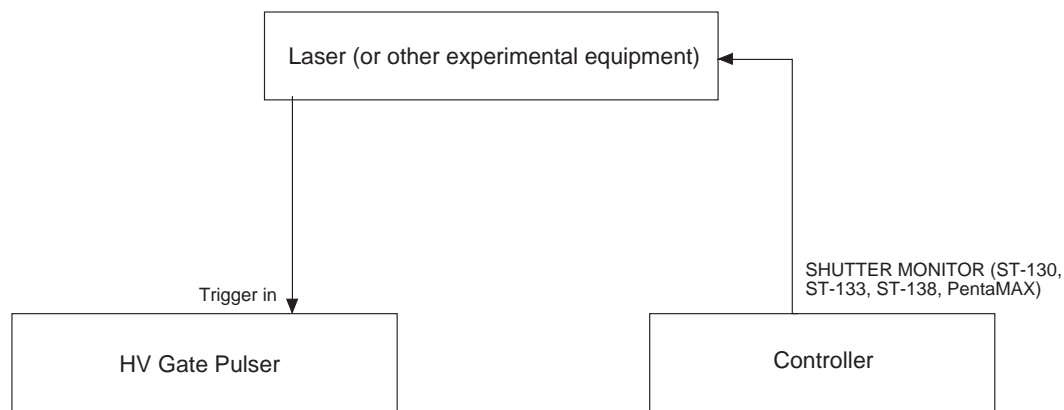 Laser (or other experimental equipment)
SHUTTER MONITOR (ST-130,
ST-133, ST-138, PentaMAX)
Trigger in
HV Gate Pulser
Controller